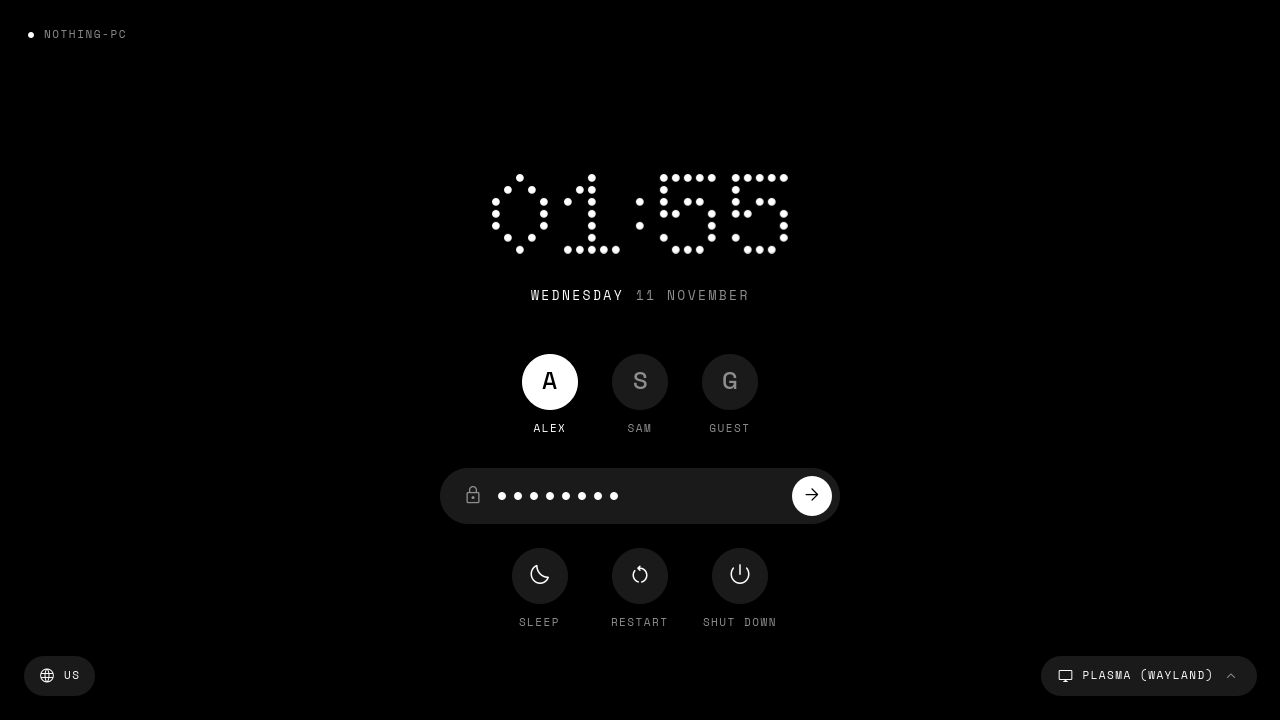 NOTHING-PC
01:55
WEDNESDAY 11 NOVEMBER
A S G
ALEX SAM GUEST
SLEEP RESTART SHUT DOWN
US PLASMA (WAYLAND)